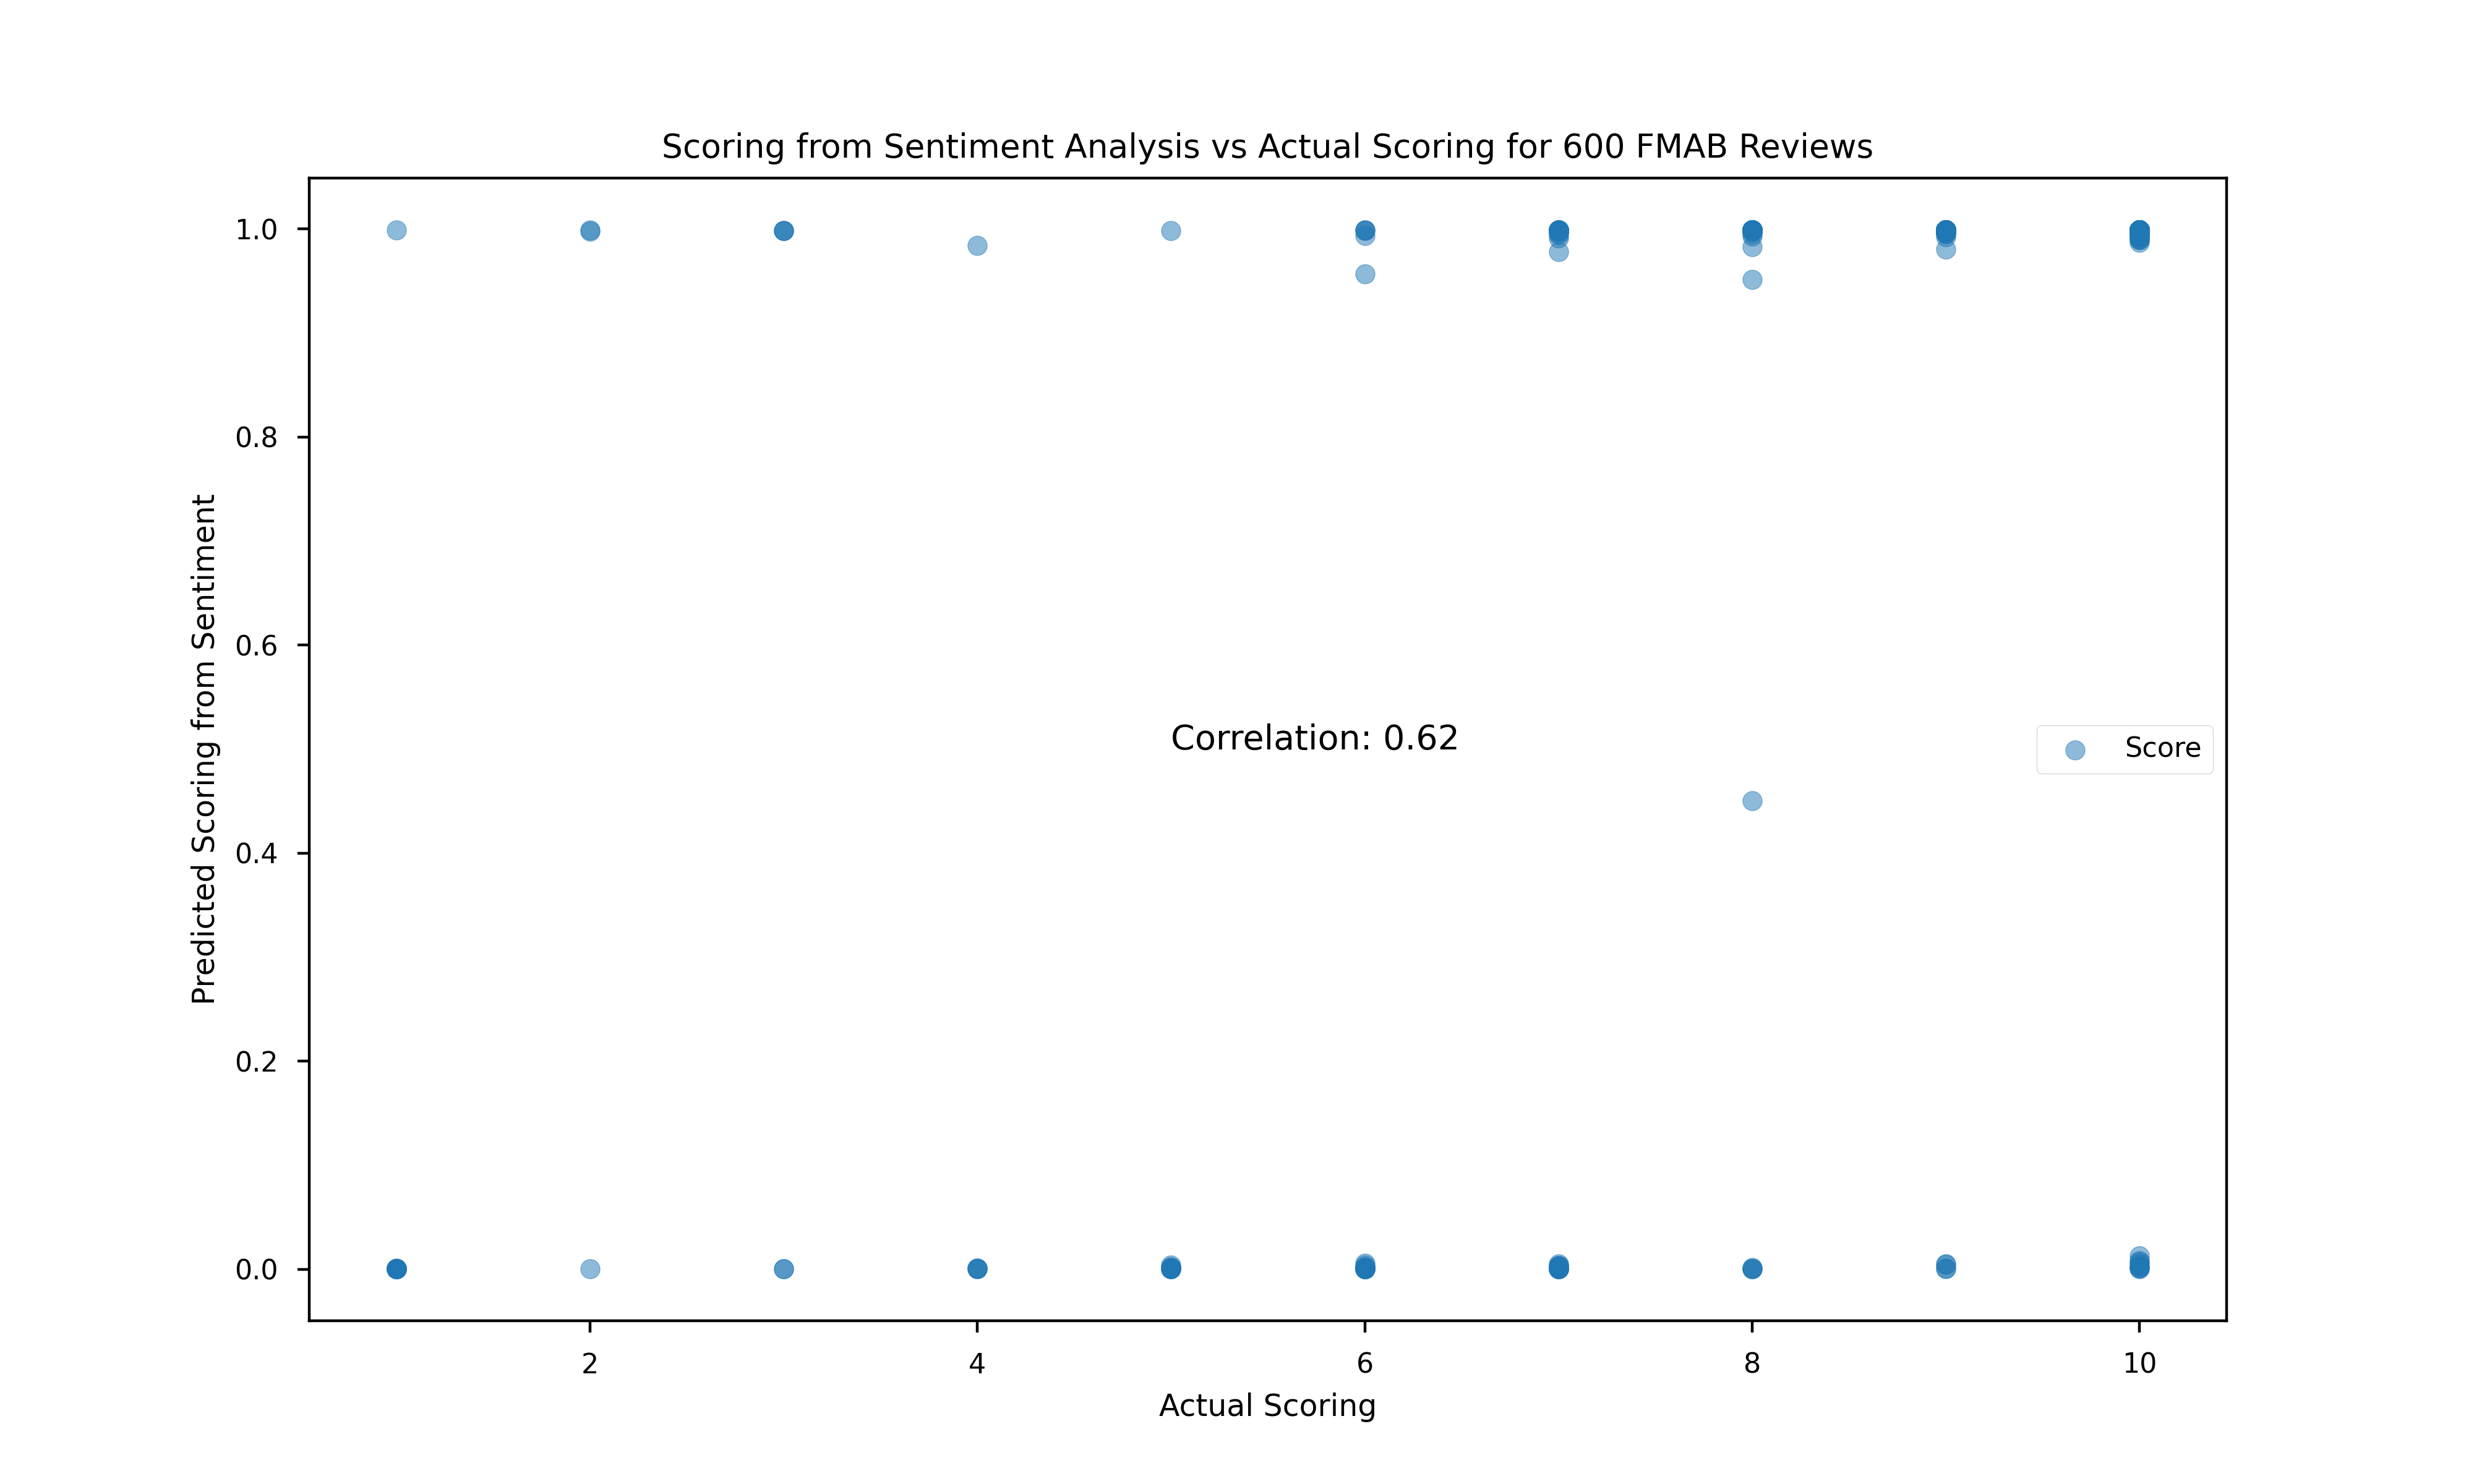 Scoring from Sentiment Analysis vs Actual Scoring for 600 FMAB Reviews
Predicted Scoring from Sentiment
1.0
0.8
0.6
0.4
0.2
0.0
Correlation: 0.62
Score
2
4
6
8
10
Actual Scoring